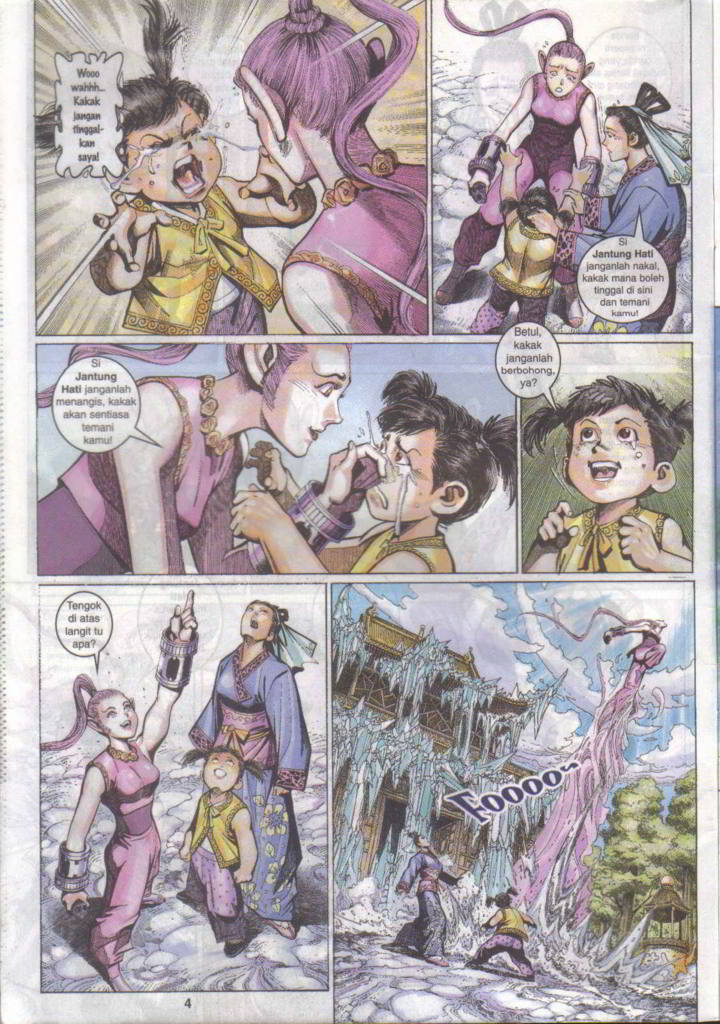 Wooo
wahhh...
Kakak
jangan
tinggal-
kan
saya!
Si
Jantung Hati
janganlah nakal,
kakak mana boleh
tinggal di sini
dan temani
kamu!
Si
Jantung
Hati janganlah
menangis, kakak
akan sentiasa
temani
kamu!
Betul,
kakak
janganlah
berbohong,
ya?
Tengok
di atas
langit tu
apa?
FOOOOO
4